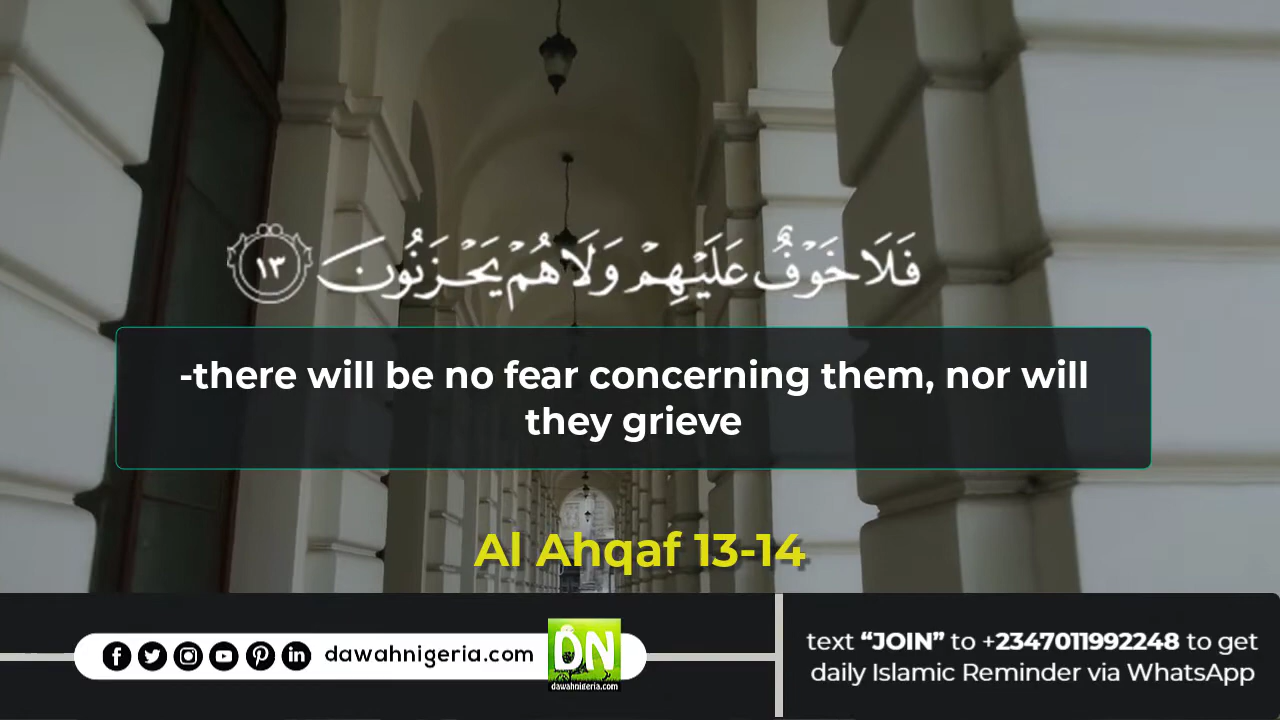 فَلَا خَوْفٌ عَلَيْهِمْ وَلَا هُمْ يَحْزَنُونَ ١٣
-there will be no fear concerning them, nor will
they grieve
Al Ahqaf 13-14
dawahnigeria.com
DN
dawahnigeria.com
text “JOIN” to +2347011992248 to get
daily Islamic Reminder via WhatsApp